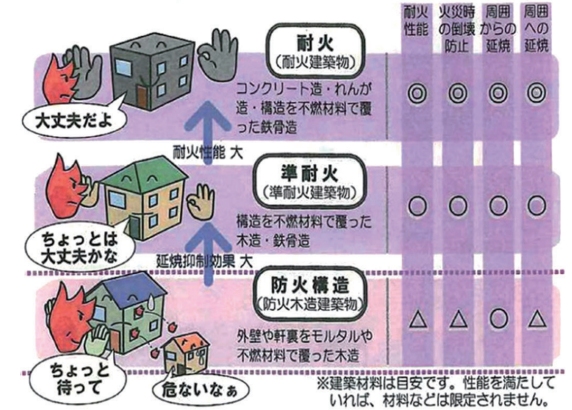 耐火性能
火災時の倒壊防止
周囲からの延焼
周囲への延焼
耐火
(耐火建築物)
コンクリート造・れんが
造・構造を不燃材料で覆
った鉄骨造
◎ ◎ ◎ ◎
大丈夫だよ
耐火性能 大
準耐火
(準耐火建築物)
構造を不燃材料で覆った
木造・鉄骨造
○ ○ ○ ○
ちょっとは
大丈夫かな
延焼抑制効果 大
防火構造
(防火木造建築物)
外壁や軒裏をモルタルや
不燃材料で覆った木造
△ △ ○ △
ちょっと
待って
危ないなぁ
※建築材料は目安です。性能を満たして
いれば、材料などは限定されません。